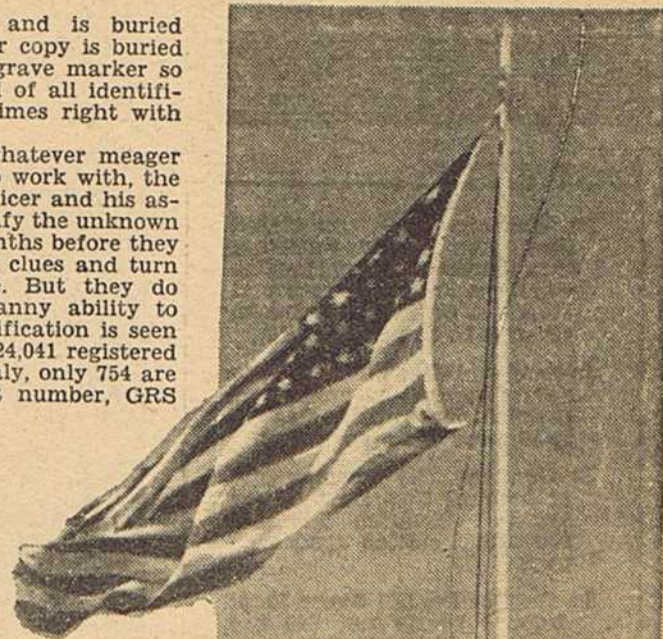 and is buried
r copy is buried
grave marker so
l of all identifi-
imes right with
hatever meager
o work with, the
icer and his as-
ify the unknown
nths before they
clues and turn
. But they do
anny ability to
ification is seen
24,041 registered
ly, only 754 are
s number, GRS